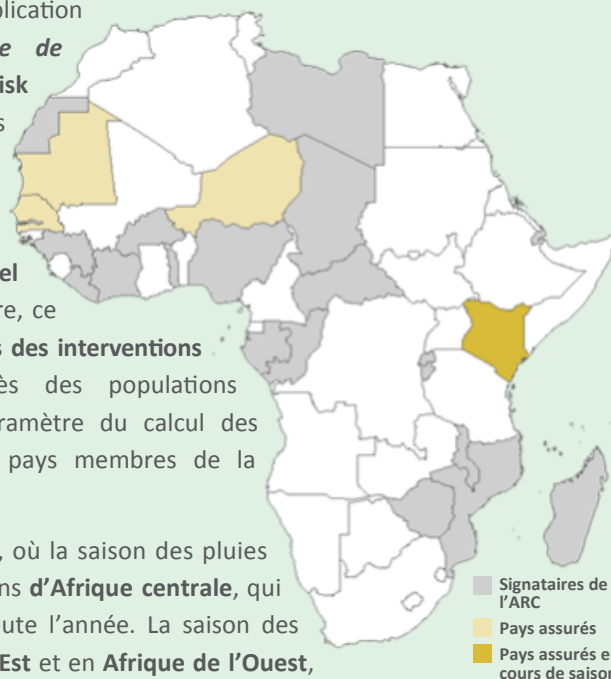 plication
e de
isk
s
el
re, ce
s des interventions
ès des populations
ramètre du calcul des
pays membres de la
, où la saison des pluies
ns d'Afrique centrale, qui
oute l'année. La saison des
Est et en Afrique de l'Ouest,
Signataires de
l'ARC
Pays assurés
Pays assurés e
cours de saison